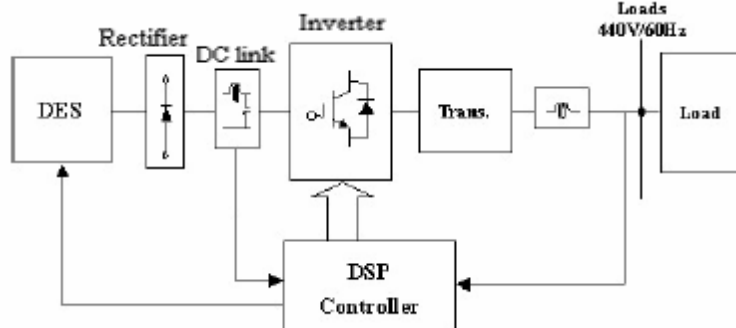 Loads
440V/60Hz
Rectifier
DC link
Inverter
DES
Trans.
Load
DSP
Controller